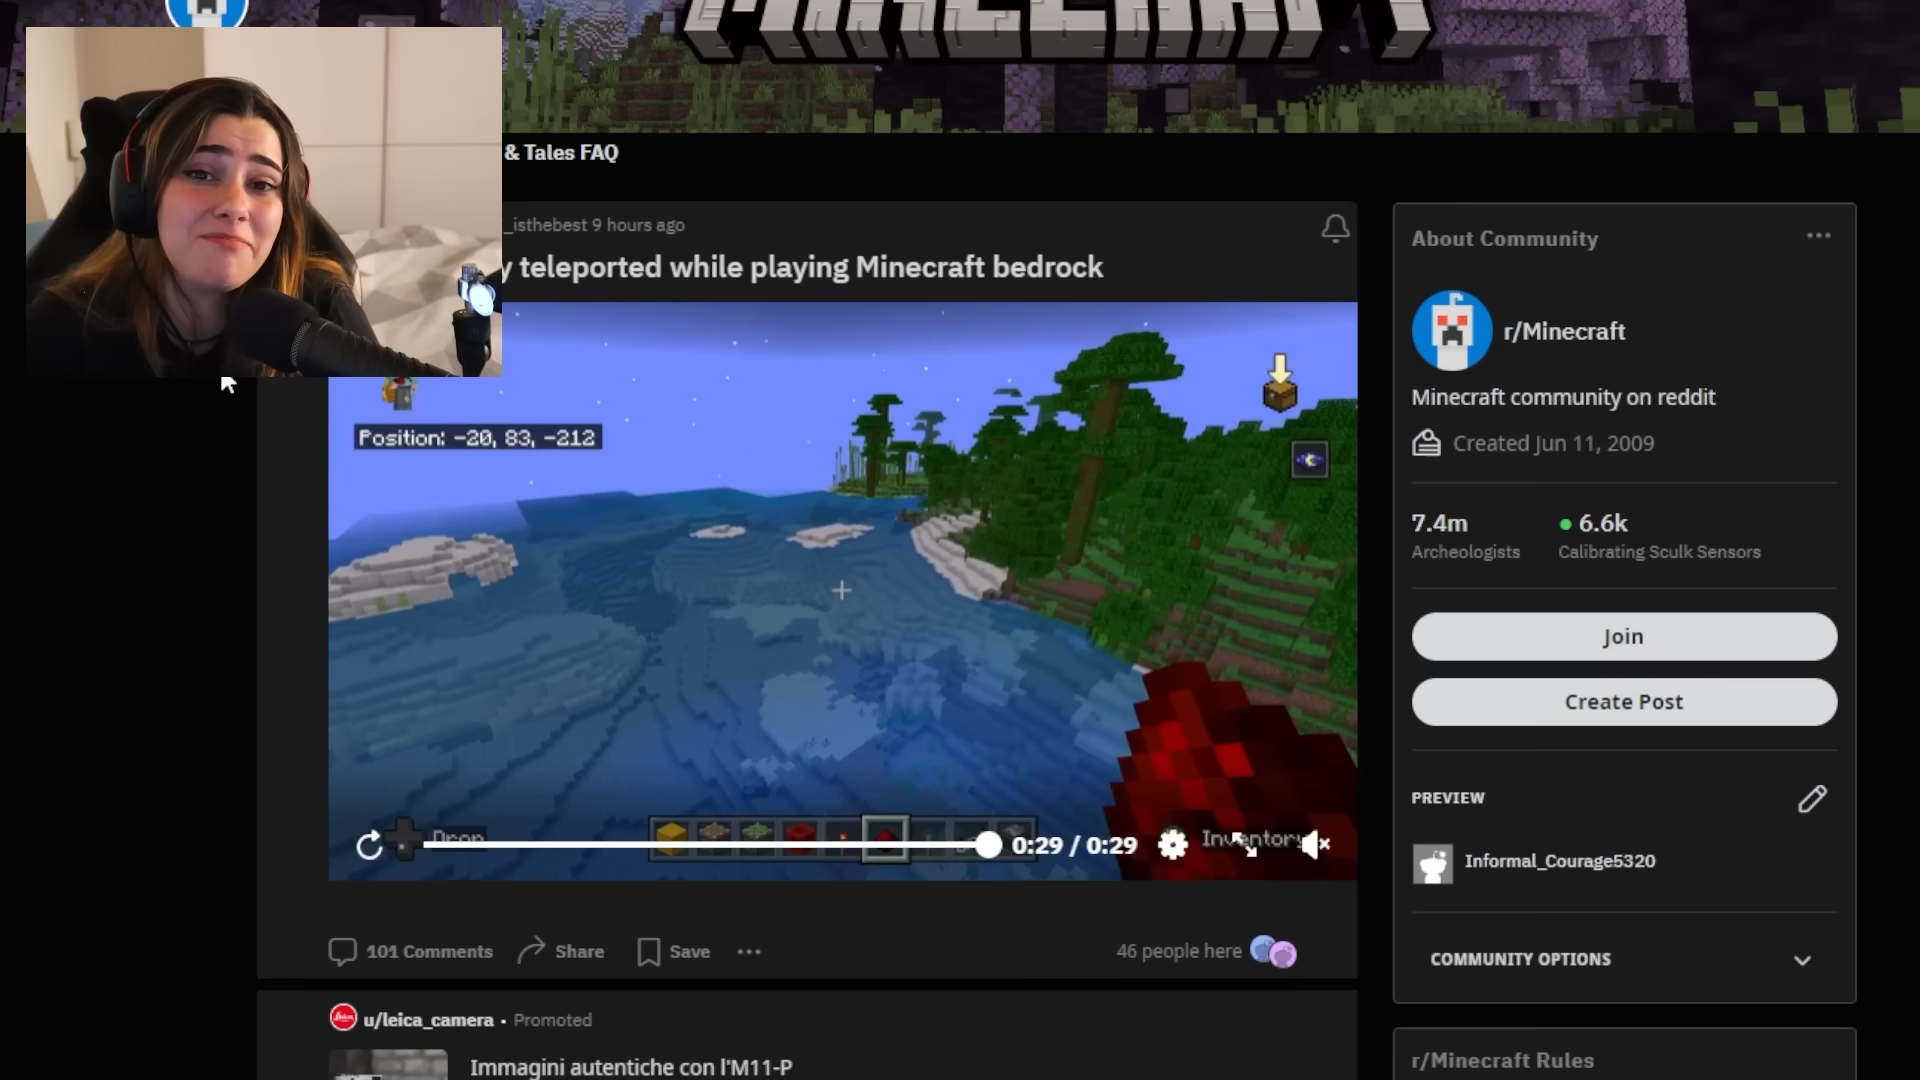 MINECRAFT
& Tales FAQ
_isthebest 9 hours ago
y teleported while playing Minecraft bedrock
Position: -20, 83, -212
Drop
0:29 / 0:29
Inventory
101 Comments
Share
Save
46 people here
u/leica_camera • Promoted
Immagini autentiche con l'M11-P
About Community
r/Minecraft
Minecraft community on reddit
Created Jun 11, 2009
7.4m
6.6k
Archeologists
Calibrating Sculk Sensors
Join
Create Post
PREVIEW
Informal_Courage5320
COMMUNITY OPTIONS
r/Minecraft Rules